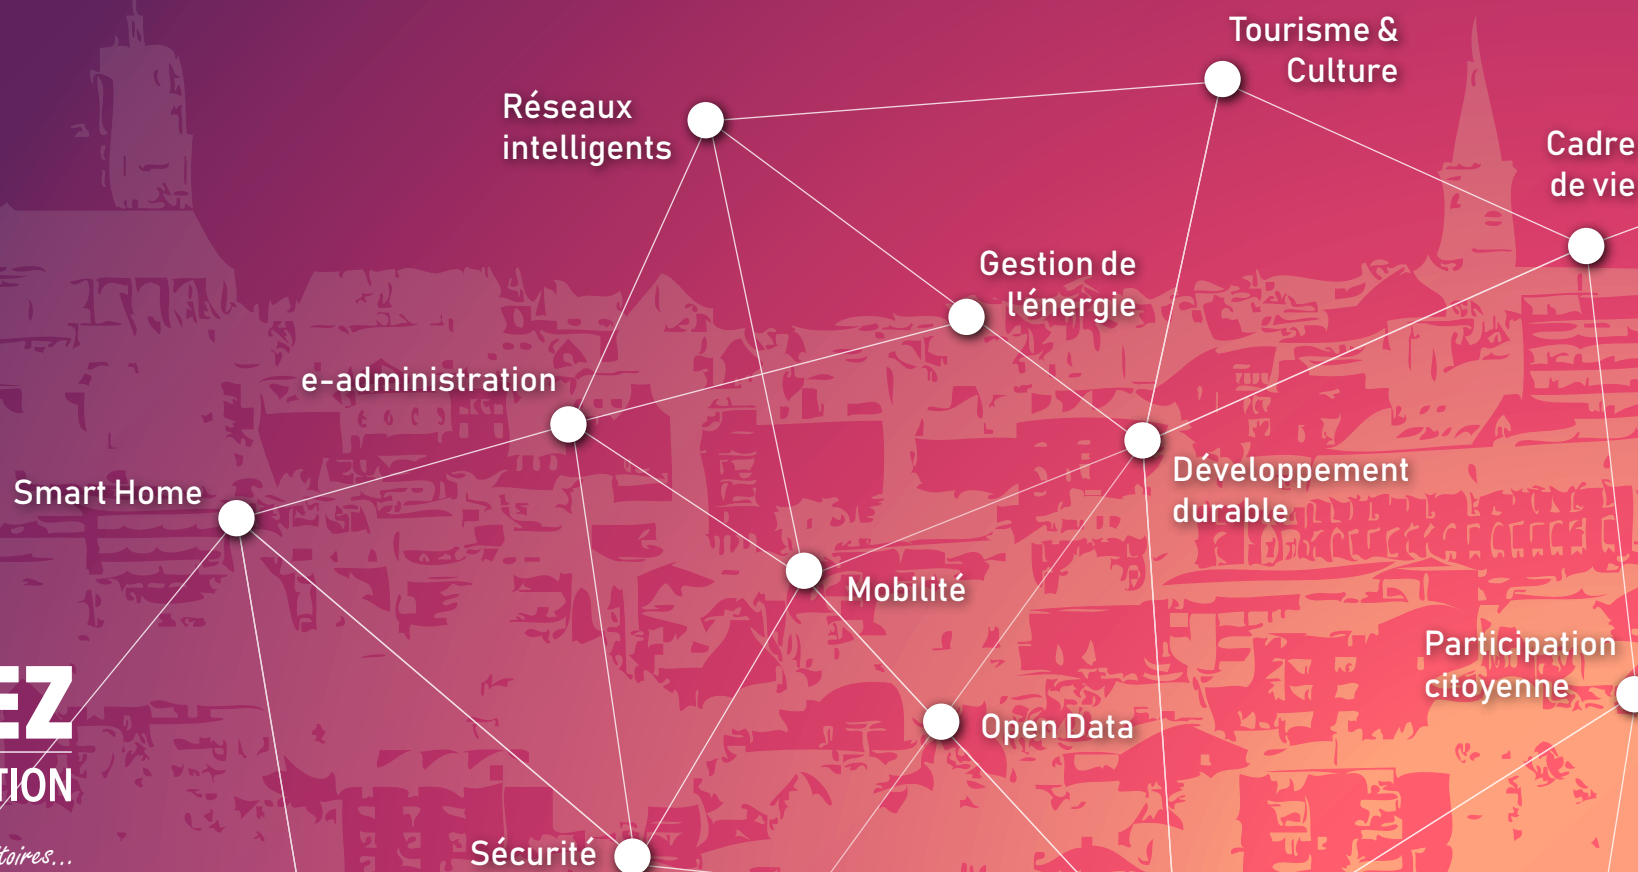 Tourisme &
Culture
Réseaux
intelligents
Cadre
de vie
Gestion de
l'énergie
e-administration
Développement
durable
Smart Home
Mobilité
Participation
citoyenne
EZ
TION
Open Data
Sécurité
toires...